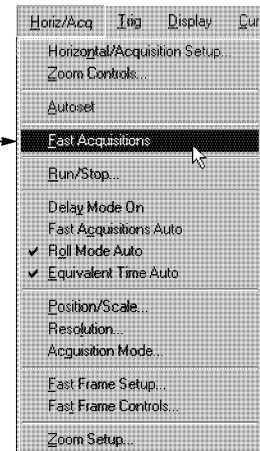 Horiz/Acq Trig Display Cur
Horizontal/Acquisition Setup...
Zoom Controls...
Autoset
Fast Acquisitions
Run/Stop...
Delay Mode On
Fast Acquisitions Auto
Roll Mode Auto
Equivalent Time Auto
Position/Scale...
Resolution...
Acquisition Mode...
Fast Frame Setup...
Fast Frame Controls...
Zoom Setup...